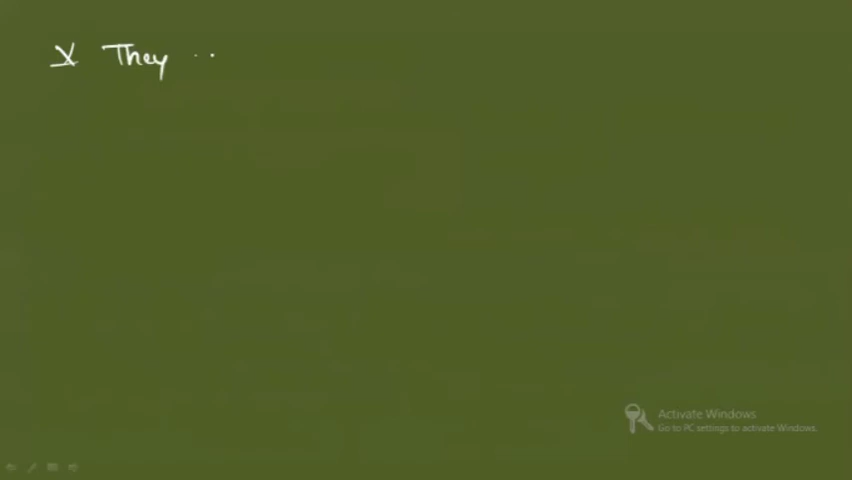 They ..
Activate Windows
Go to PC settings to activate Windows.